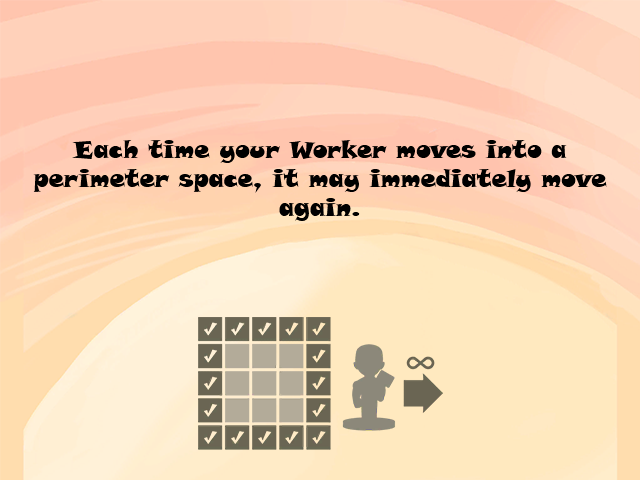 Each time your Worker moves into a
perimeter space, it may immediately move
again.